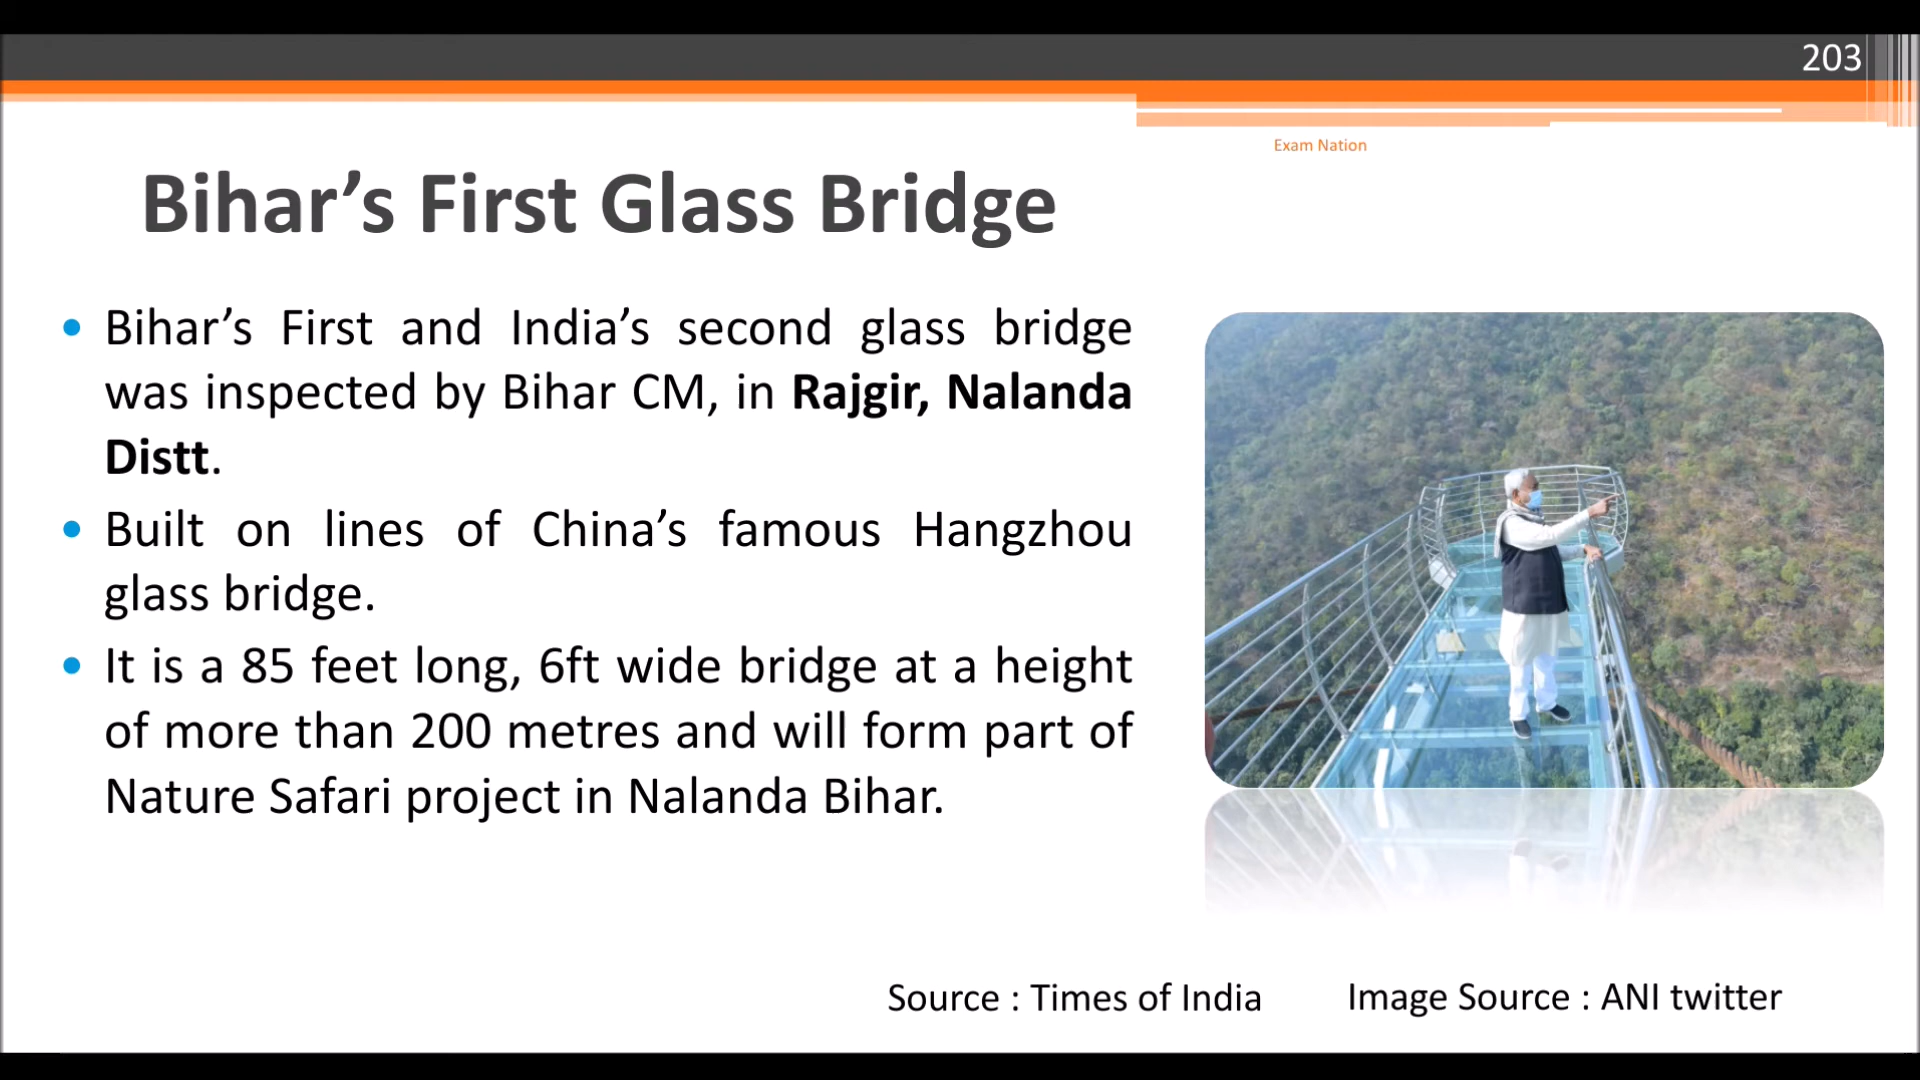 203
Exam Nation
Bihar’s First Glass Bridge
• Bihar’s First and India’s second glass bridge
was inspected by Bihar CM, in Rajgir, Nalanda
Distt.
• Built on lines of China’s famous Hangzhou
glass bridge.
• It is a 85 feet long, 6ft wide bridge at a height
of more than 200 metres and will form part of
Nature Safari project in Nalanda Bihar.
Source : Times of India
Image Source : ANI twitter